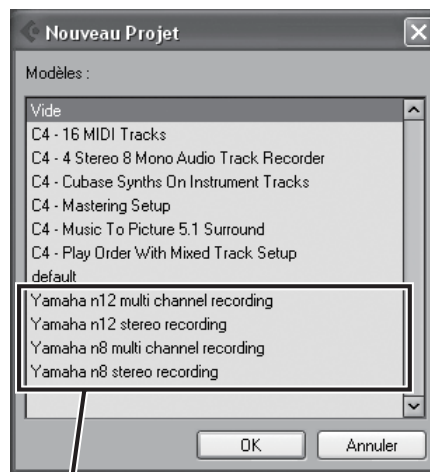 Nouveau Projet
Modèles :
Vide
C4 - 16 MIDI Tracks
C4 - 4 Stereo 8 Mono Audio Track Recorder
C4 - Cubase Synths On Instrument Tracks
C4 - Mastering Setup
C4 - Music To Picture 5.1 Surround
C4 - Play Order With Mixed Track Setup
default
Yamaha n12 multi channel recording
Yamaha n12 stereo recording
Yamaha n8 multi channel recording
Yamaha n8 stereo recording
OK
Annuler